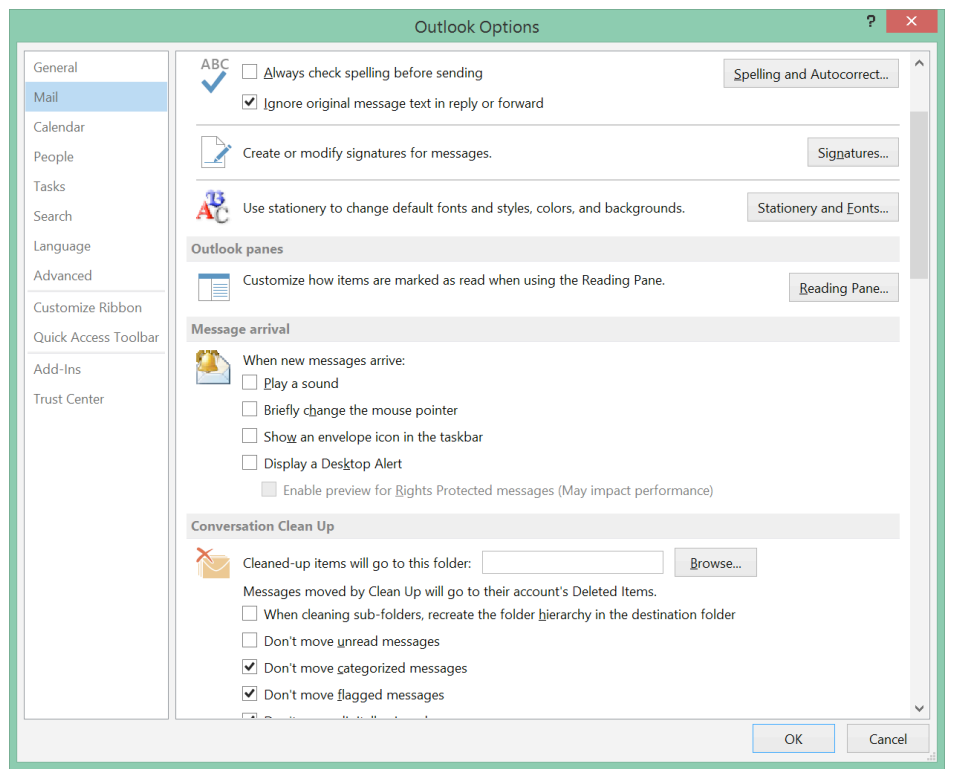 Outlook Options
?
General
Mail
Calendar
People
Tasks
Search
Language
Advanced
Customize Ribbon
Quick Access Toolbar
Add-Ins
Trust Center
ABC
Always check spelling before sending
Spelling and Autocorrect...
Ignore original message text in reply or forward
Create or modify signatures for messages.
Signatures...
Use stationery to change default fonts and styles, colors, and backgrounds.
Stationery and Fonts...
Outlook panes
Customize how items are marked as read when using the Reading Pane.
Reading Pane...
Message arrival
When new messages arrive:
Play a sound
Briefly change the mouse pointer
Show an envelope icon in the taskbar
Display a Desktop Alert
Enable preview for Rights Protected messages (May impact performance)
Conversation Clean Up
Cleaned-up items will go to this folder:
Browse...
Messages moved by Clean Up will go to their account's Deleted Items.
When cleaning sub-folders, recreate the folder hierarchy in the destination folder
Don't move unread messages
Don't move categorized messages
Don't move flagged messages
OK
Cancel